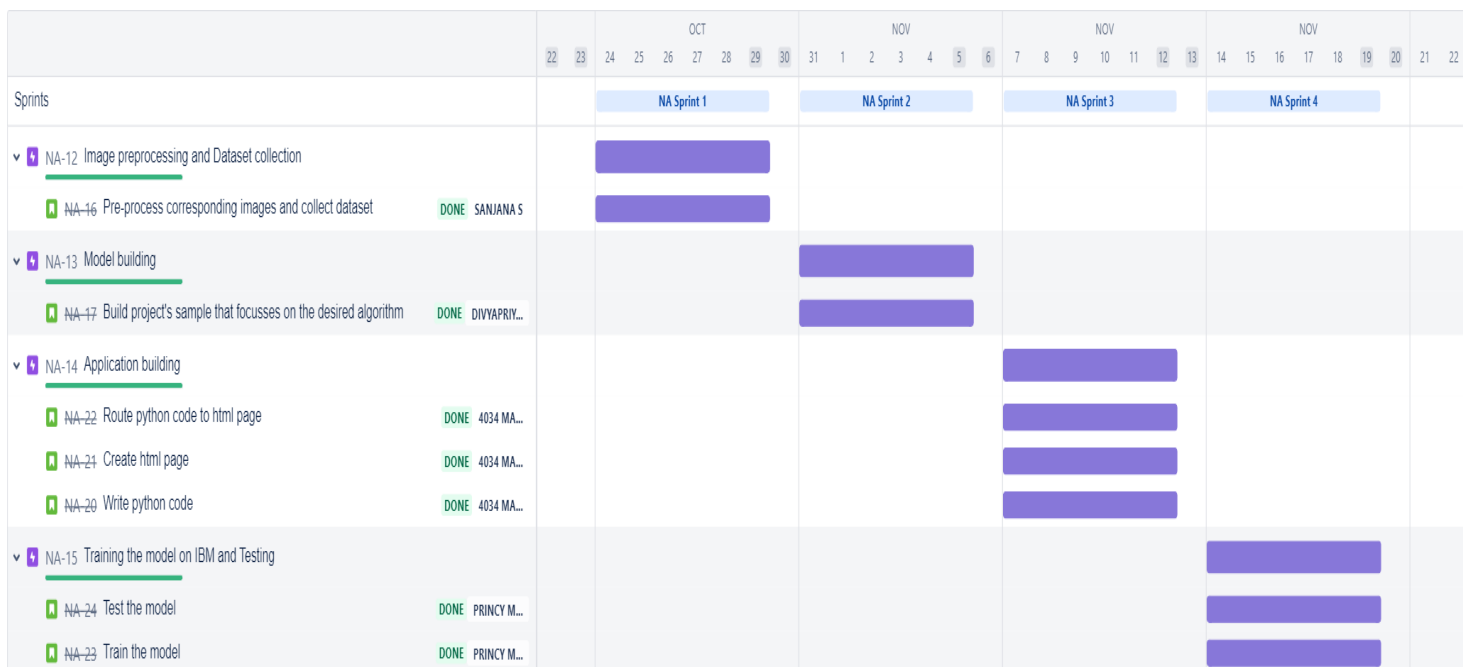 OCT NOV NOV NOV
22 23 24 25 26 27 28 29 30 31 1 2 3 4 5 6 7 8 9 10 11 12 13 14 15 16 17 18 19 20 21 22
Sprints NA Sprint 1 NA Sprint 2 NA Sprint 3 NA Sprint 4
NA-12 Image preprocessing and Dataset collection
NA-16 Pre-process corresponding images and collect dataset DONE SANJANA S
NA-13 Model building
NA-17 Build project's sample that focusses on the desired algorithm DONE DIVYAPRIY...
NA-14 Application building
NA-22 Route python code to html page DONE 4034 MA...
NA-21 Create html page DONE 4034 MA...
NA-20 Write python code DONE 4034 MA...
NA-15 Training the model on IBM and Testing
NA-24 Test the model DONE PRINCY M...
NA-23 Train the model DONE PRINCY M...